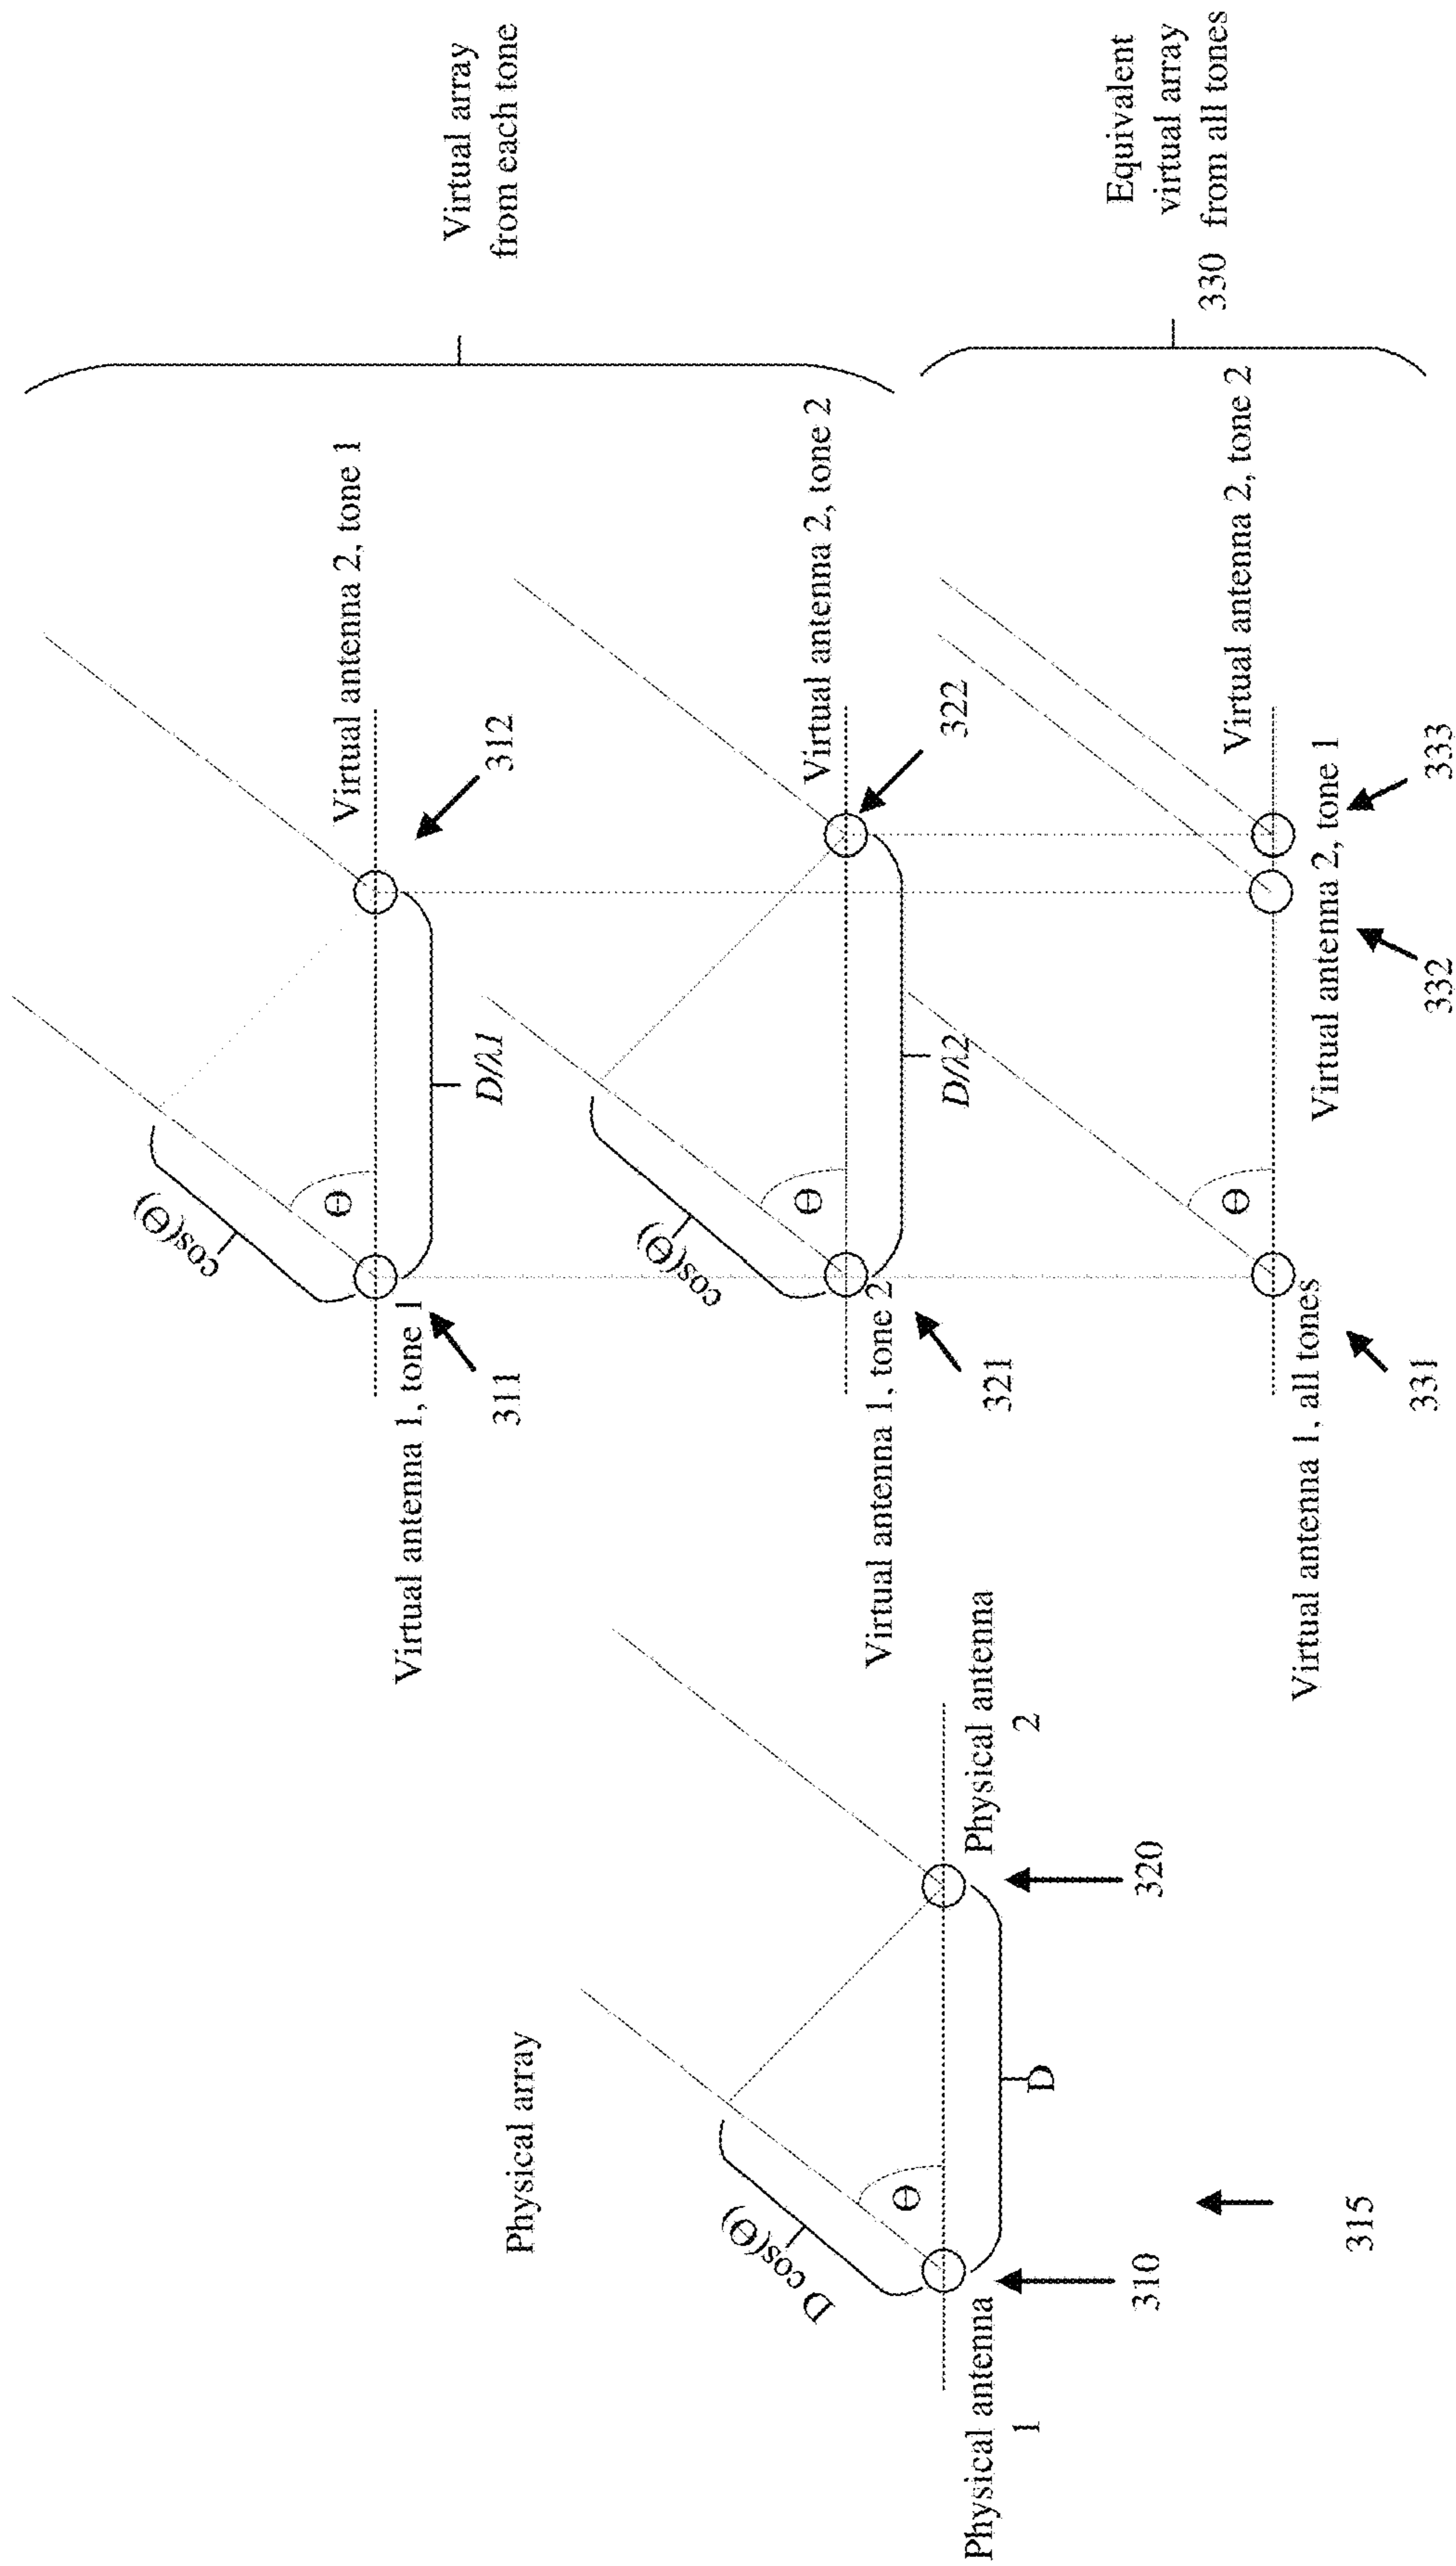 Physical array
D cos(Θ)
Θ
D
Physical antenna
1
310
Physical antenna
2
320
315
cos(Θ)
Θ
D/λ1
Virtual antenna 1, tone 1
311
Virtual antenna 2, tone 1
312
cos(Θ)
Θ
D/λ2
Virtual antenna 1, tone 2
321
Virtual antenna 2, tone 2
322
Θ
Virtual antenna 1, all tones
331
Virtual antenna 2, tone 1
332
Virtual antenna 2, tone 2
333
Virtual array
from each tone
Equivalent
virtual array
330 from all tones